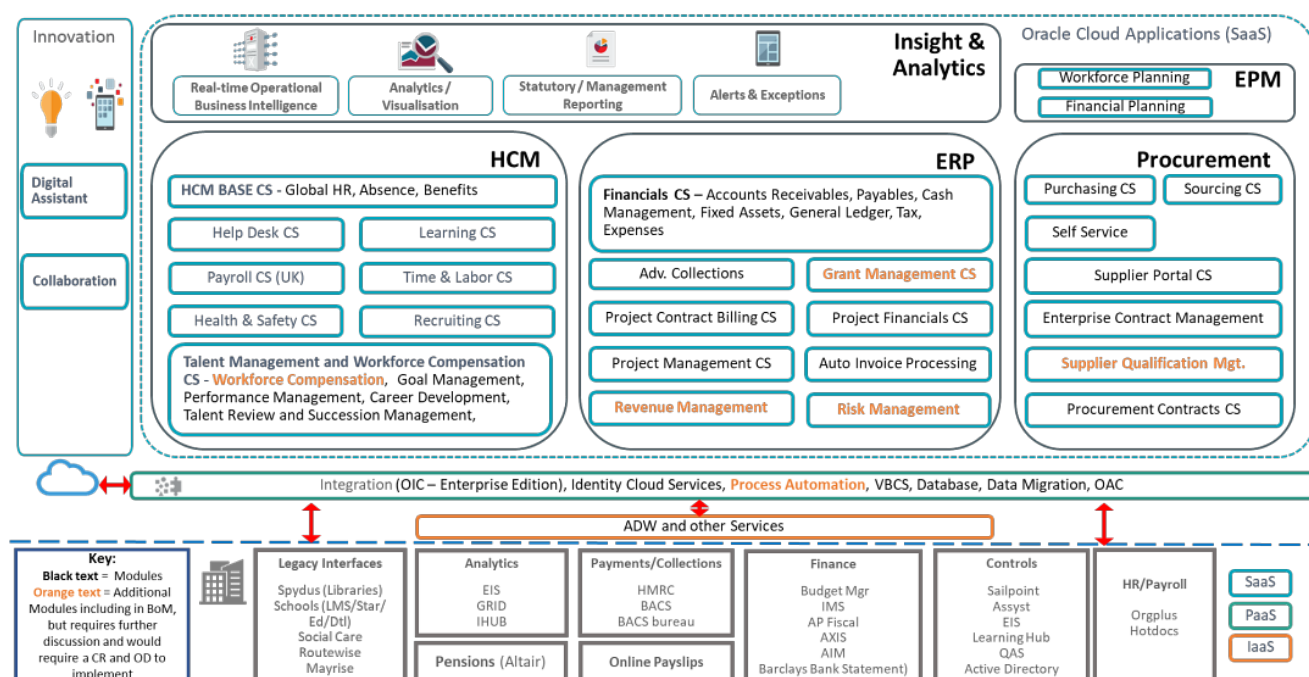 Innovation
Digital
Assistant
Collaboration
Insight &
Analytics
Real-time Operational
Business Intelligence
Analytics /
Visualisation
Statutory / Management
Reporting
Alerts & Exceptions
Oracle Cloud Applications (SaaS)
Workforce Planning
EPM
Financial Planning
HCM
HCM BASE CS - Global HR, Absence, Benefits
Help Desk CS
Learning CS
Payroll CS (UK)
Time & Labor CS
Health & Safety CS
Recruiting CS
Talent Management and Workforce Compensation
CS - Workforce Compensation, Goal Management,
Performance Management, Career Development,
Talent Review and Succession Management,
ERP
Financials CS – Accounts Receivables, Payables, Cash
Management, Fixed Assets, General Ledger, Tax,
Expenses
Adv. Collections
Grant Management CS
Project Contract Billing CS
Project Financials CS
Project Management CS
Auto Invoice Processing
Revenue Management
Risk Management
Procurement
Purchasing CS
Sourcing CS
Self Service
Supplier Portal CS
Enterprise Contract Management
Supplier Qualification Mgt.
Procurement Contracts CS
Integration (OIC – Enterprise Edition), Identity Cloud Services, Process Automation, VBCS, Database, Data Migration, OAC
ADW and other Services
Key:
Black text = Modules
Orange text = Additional
Modules including in BoM,
but requires further
discussion and would
require a CR and OD to
implement
Legacy Interfaces
Spydus (Libraries)
Schools (LMS/Star/
Ed/Dtl)
Social Care
Routewise
Mayrise
Analytics
EIS
GRID
IHUB
Pensions (Altair)
Payments/Collections
HMRC
BACS
BACS bureau
Online Payslips
Finance
Budget Mgr
IMS
AP Fiscal
AXIS
AIM
Barclays Bank Statement)
Controls
Sailpoint
Assyst
EIS
Learning Hub
QAS
Active Directory
HR/Payroll
Orgplus
Hotdocs
SaaS
PaaS
IaaS